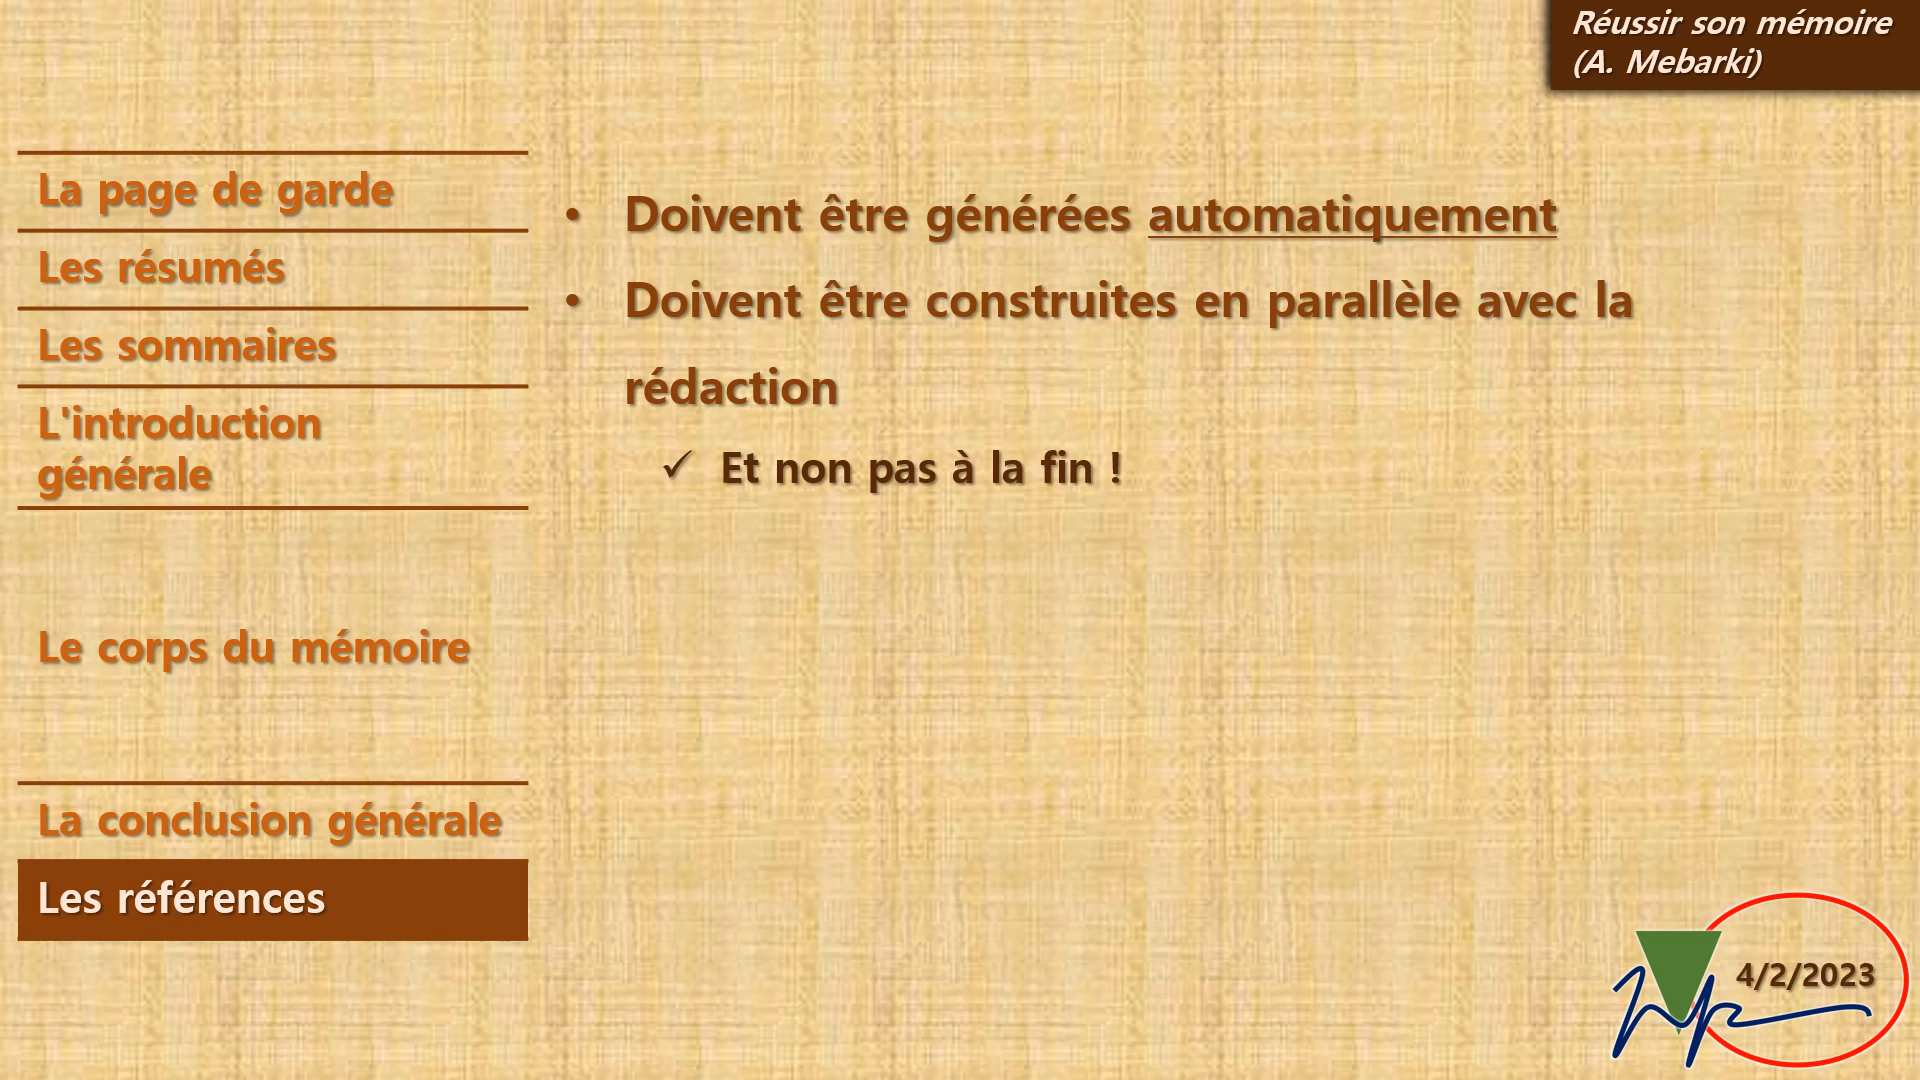 Réussir son mémoire
(A. Mebarki)
La page de garde
Les résumés
Les sommaires
L'introduction
générale
Le corps du mémoire
La conclusion générale
Les références
• Doivent être générées automatiquement
• Doivent être construites en parallèle avec la
rédaction
✓ Et non pas à la fin !
4/2/2023